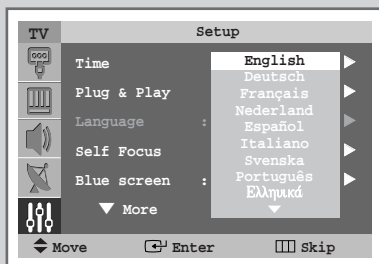 TV Setup
Time
Plug & Play
Language :
Self Focus
Blue screen :
More
English
Deutsch
Français
Nederland
Español
Italiano
Svenska
Português
Ελληνικά
Move Enter Skip